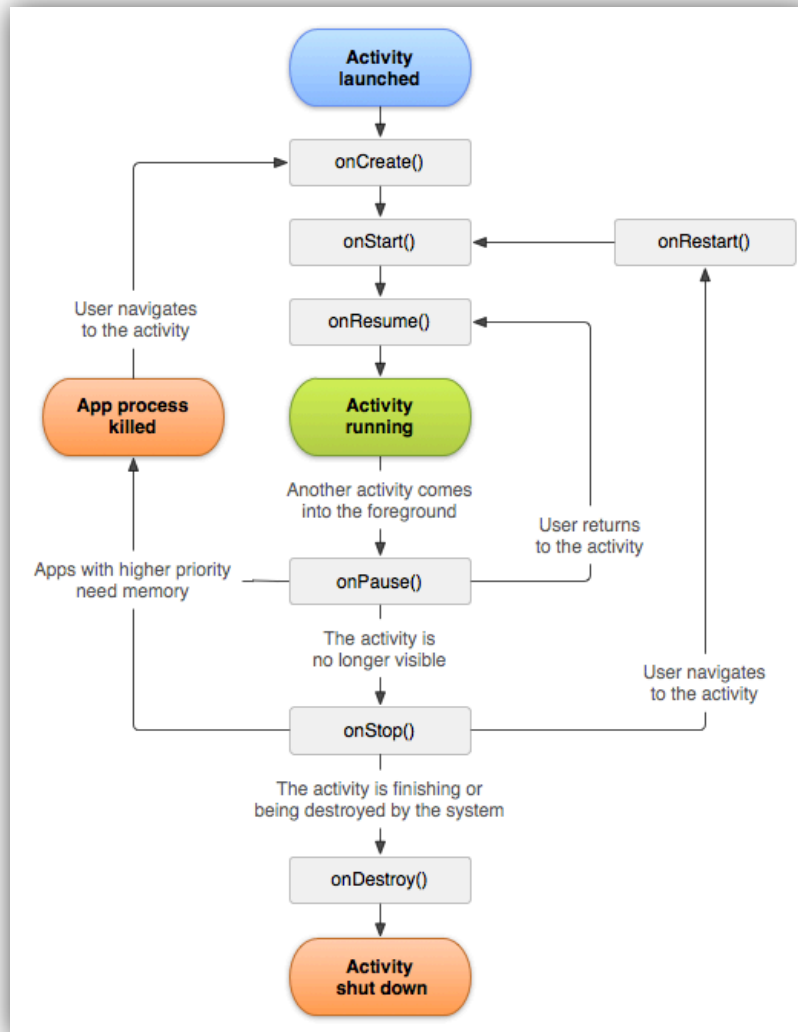 Activity
launched
onCreate()
onStart()
onRestart()
User navigates
to the activity
onResume()
App process
killed
Activity
running
Another activity comes
into the foreground
User returns
to the activity
Apps with higher priority
need memory
onPause()
The activity is
no longer visible
User navigates
to the activity
onStop()
The activity is finishing or
being destroyed by the system
onDestroy()
Activity
shut down